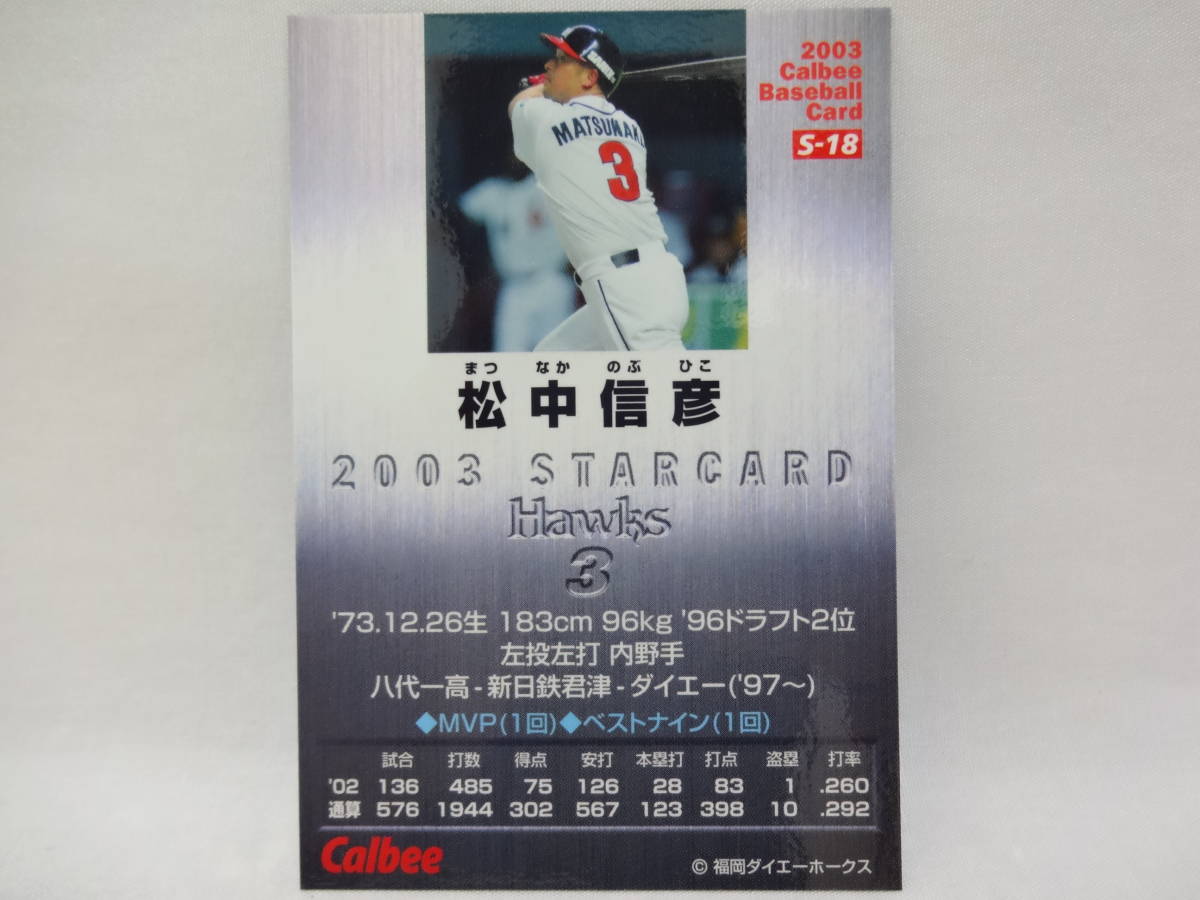 2003
Calbee
Baseball
Card
S-18
MATSUNAKA
3
まつ なか のぶ ひこ
松中信彦
2003 STARCARD
Hawks
3
'73.12.26生 183cm 96kg '96ドラフト2位
左投左打 内野手
八代一高-新日鉄君津-ダイエー('97〜)
◆MVP(1回)◆ベストナイン(1回)
試合 打数 得点 安打 本塁打 打点 盗塁 打率
'02 136 485 75 126 28 83 1 .260
通算 576 1944 302 567 123 398 10 .292
Calbee
© 福岡ダイエーホークス